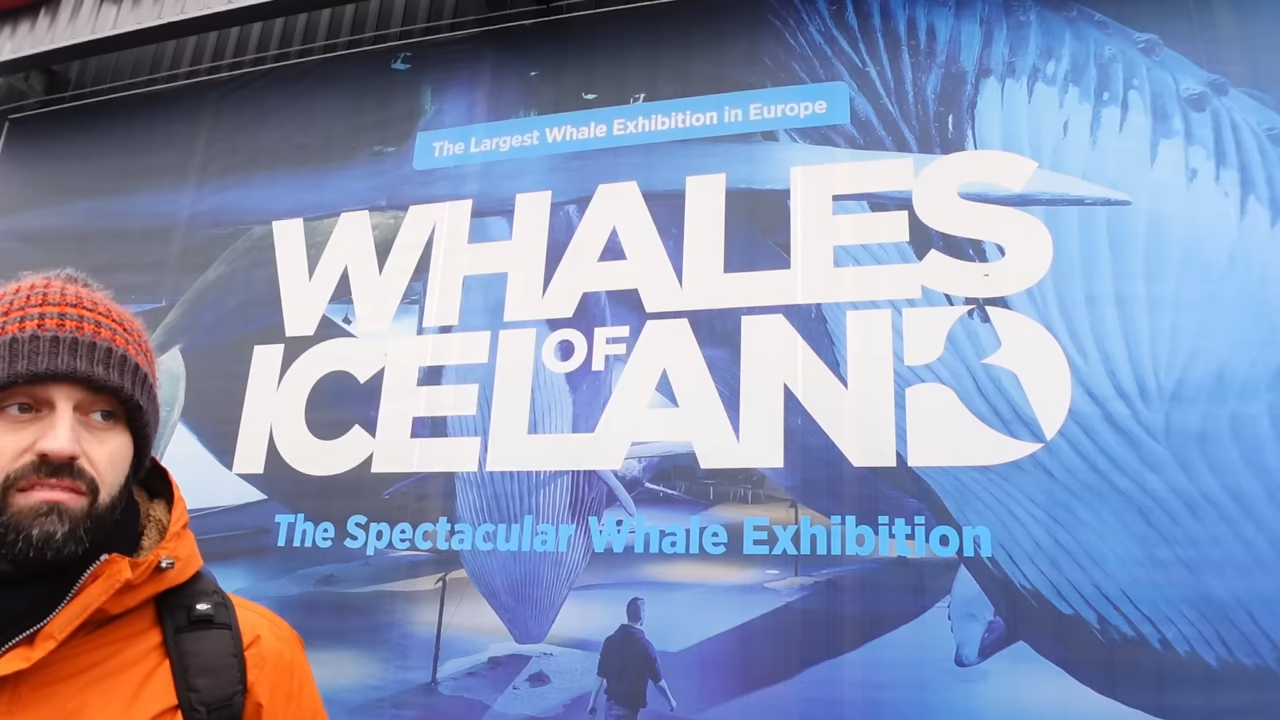 The Largest Whale Exhibition in Europe
WHALES
OF
ICELAND
The Spectacular Whale Exhibition